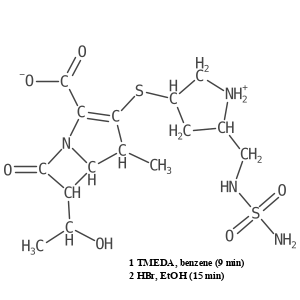 O
⁻O
S
H
C
H₂
C
NH₂⁺
N
C
H
CH₃
H₂C
CH
CH₂
O
C
H
CH
HN
O
S
O
NH₂
H₃C
C
H
OH
1 TMEDA, benzene (9 min)
2 HBr, EtOH (15 min)